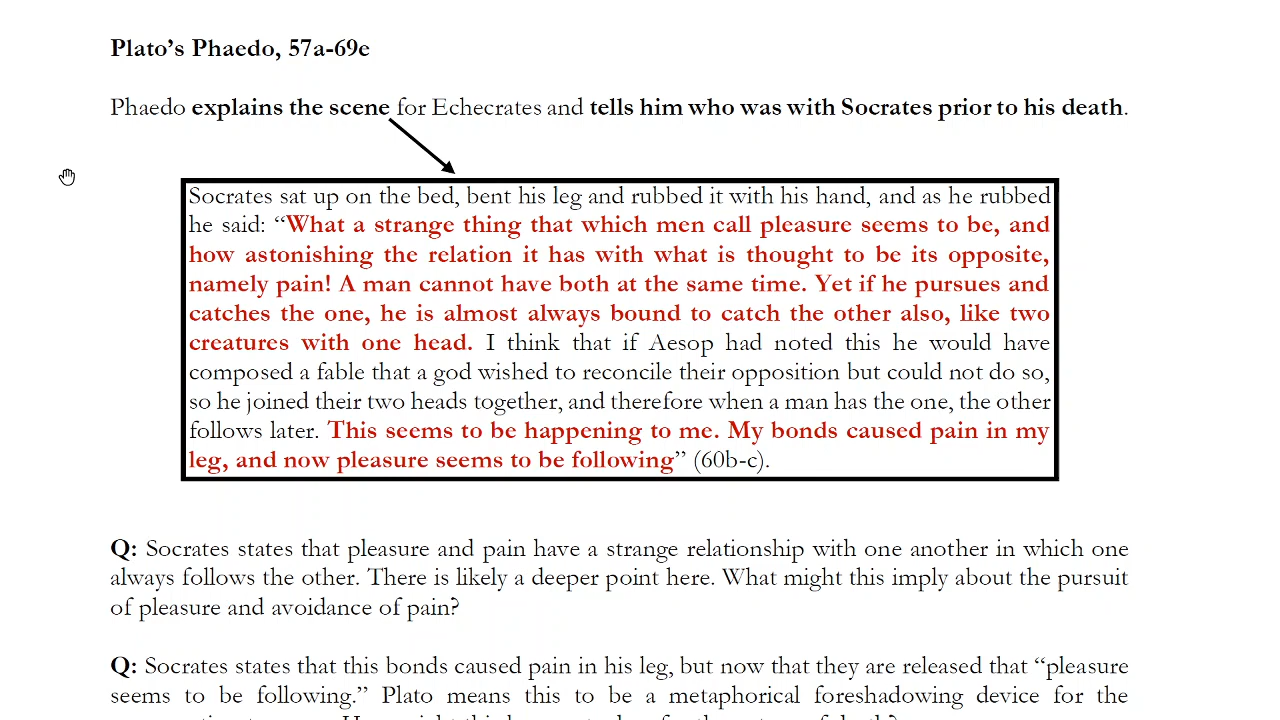 Plato’s Phaedo, 57a-69e
Phaedo explains the scene for Echecrates and tells him who was with Socrates prior to his death.
Socrates sat up on the bed, bent his leg and rubbed it with his hand, and as he rubbed
he said: “What a strange thing that which men call pleasure seems to be, and
how astonishing the relation it has with what is thought to be its opposite,
namely pain! A man cannot have both at the same time. Yet if he pursues and
catches the one, he is almost always bound to catch the other also, like two
creatures with one head. I think that if Aesop had noted this he would have
composed a fable that a god wished to reconcile their opposition but could not do so,
so he joined their two heads together, and therefore when a man has the one, the other
follows later. This seems to be happening to me. My bonds caused pain in my
leg, and now pleasure seems to be following” (60b-c).
Q: Socrates states that pleasure and pain have a strange relationship with one another in which one
always follows the other. There is likely a deeper point here. What might this imply about the pursuit
of pleasure and avoidance of pain?
Q: Socrates states that this bonds caused pain in his leg, but now that they are released that “pleasure
seems to be following.” Plato means this to be a metaphorical foreshadowing device for the